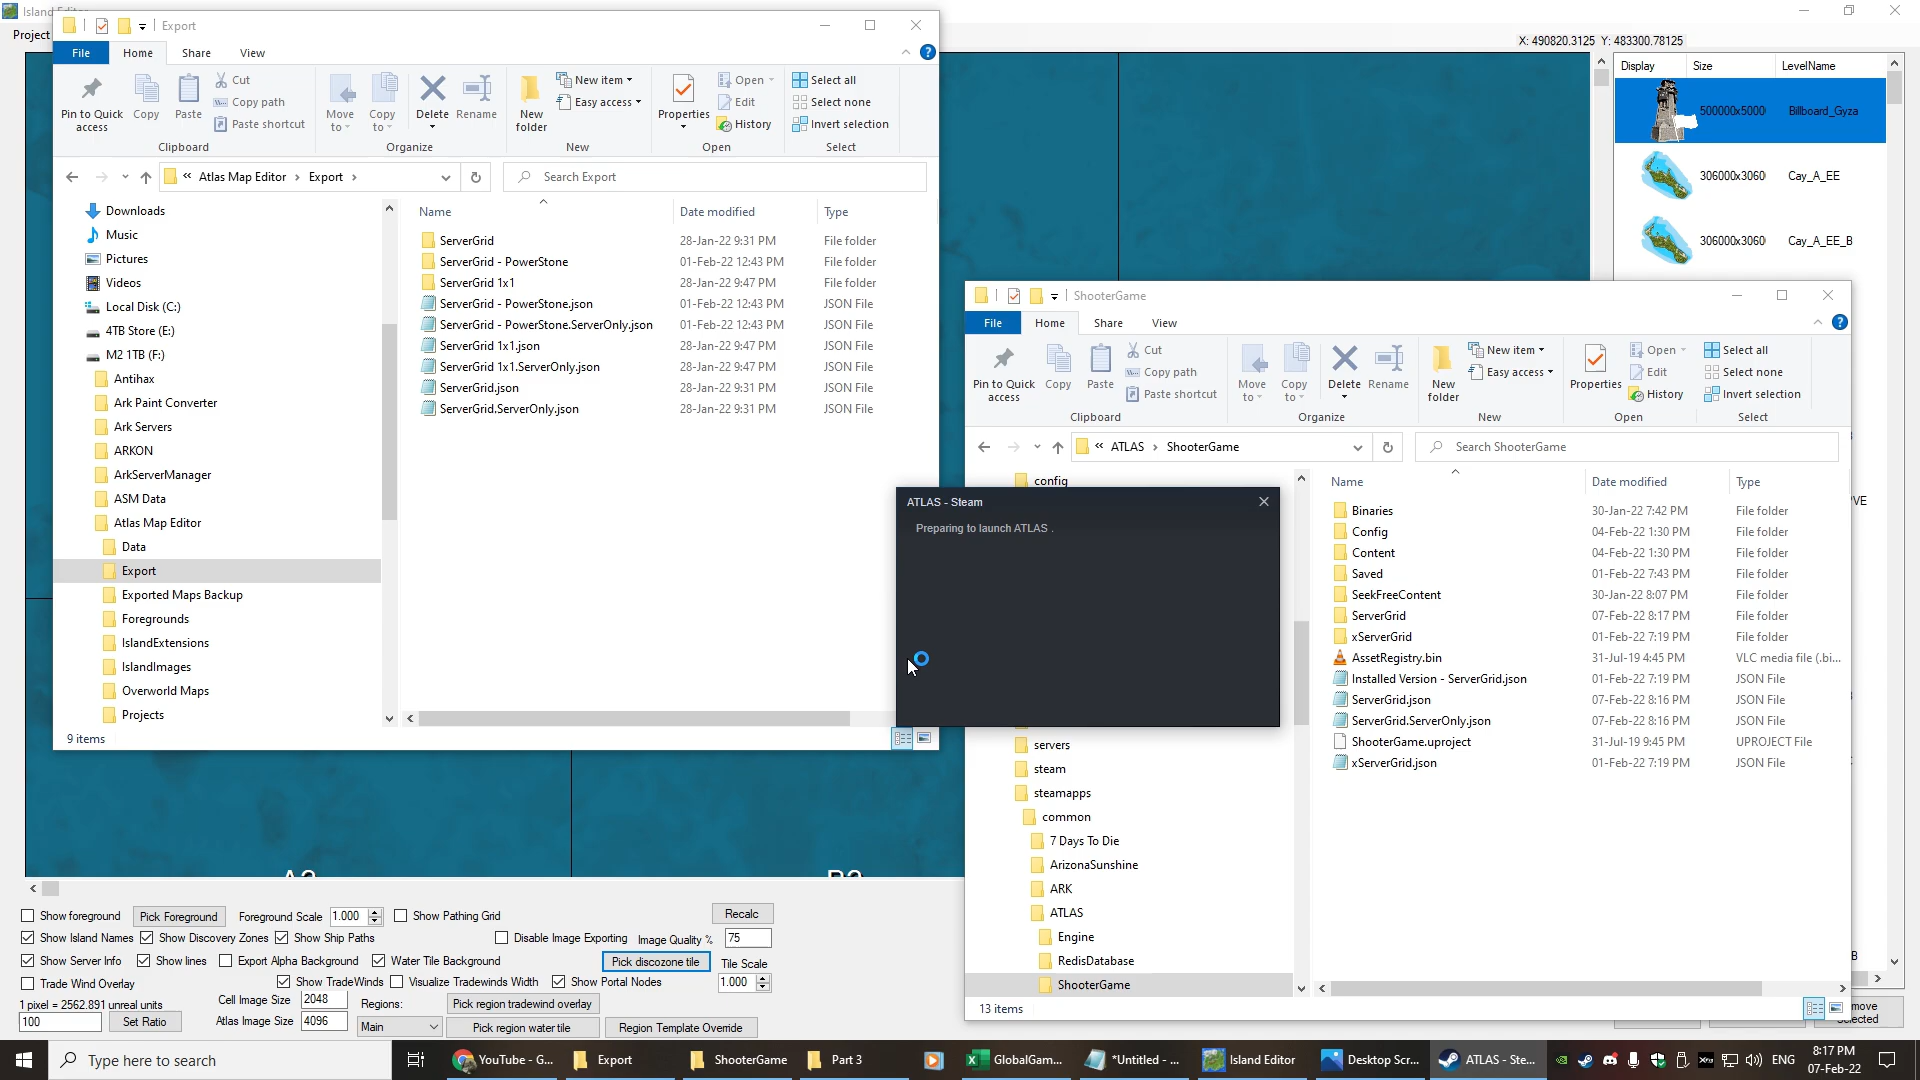 Island Editor
Project
Export
File
Home
Share
View
Pin to Quick access
Copy
Paste
Cut
Copy path
Paste shortcut
Clipboard
Move to
Copy to
Delete
Rename
Organize
New folder
New item
Easy access
New
Properties
Open
Edit
History
Open
Select all
Select none
Invert selection
Select
« Atlas Map Editor › Export ›
Search Export
Downloads
Music
Pictures
Videos
Local Disk (C:)
4TB Store (E:)
M2 1TB (F:)
Antihax
Ark Paint Converter
Ark Servers
ARKON
ArkServerManager
ASM Data
Atlas Map Editor
Data
Export
Exported Maps Backup
Foregrounds
IslandExtensions
IslandImages
Overworld Maps
Projects
Name Date modified Type
ServerGrid 28-Jan-22 9:31 PM File folder
ServerGrid - PowerStone 01-Feb-22 12:43 PM File folder
ServerGrid 1x1 28-Jan-22 9:47 PM File folder
ServerGrid - PowerStone.json 01-Feb-22 12:43 PM JSON File
ServerGrid - PowerStone.ServerOnly.json 01-Feb-22 12:43 PM JSON File
ServerGrid 1x1.json 28-Jan-22 9:47 PM JSON File
ServerGrid 1x1.ServerOnly.json 28-Jan-22 9:47 PM JSON File
ServerGrid.json 28-Jan-22 9:31 PM JSON File
ServerGrid.ServerOnly.json 28-Jan-22 9:31 PM JSON File
9 items
X: 490820.3125 Y: 483300.78125
Display Size LevelName
500000x5000 Billboard_Gyza
306000x3060 Cay_A_EE
306000x3060 Cay_A_EE_B
ShooterGame
File
Home
Share
View
Pin to Quick access
Copy
Paste
Cut
Copy path
Paste shortcut
Clipboard
Move to
Copy to
Delete
Rename
Organize
New folder
New item
Easy access
New
Properties
Open
Edit
History
Open
Select all
Select none
Invert selection
Select
« ATLAS › ShooterGame
Search ShooterGame
config
ATLAS - Steam
Preparing to launch ATLAS .
servers
steam
steamapps
common
7 Days To Die
ArizonaSunshine
ARK
ATLAS
Engine
RedisDatabase
ShooterGame
Name Date modified Type
Binaries 30-Jan-22 7:42 PM File folder
Config 04-Feb-22 1:30 PM File folder
Content 04-Feb-22 1:30 PM File folder
Saved 01-Feb-22 7:43 PM File folder
SeekFreeContent 30-Jan-22 8:07 PM File folder
ServerGrid 07-Feb-22 8:17 PM File folder
xServerGrid 01-Feb-22 7:19 PM File folder
AssetRegistry.bin 31-Jul-19 4:45 PM VLC media file (.bi...
Installed Version - ServerGrid.json 01-Feb-22 7:19 PM JSON File
ServerGrid.json 07-Feb-22 8:16 PM JSON File
ServerGrid.ServerOnly.json 07-Feb-22 8:16 PM JSON File
ShooterGame.uproject 31-Jul-19 9:45 PM UPROJECT File
xServerGrid.json 01-Feb-22 7:19 PM JSON File
13 items
Show foreground Pick Foreground Foreground Scale 1.000 Show Pathing Grid Recalc
Show Island Names Show Discovery Zones Show Ship Paths Disable Image Exporting Image Quality % 75
Show Server Info Show lines Export Alpha Background Water Tile Background Pick discozone tile Tile Scale
Trade Wind Overlay Show TradeWinds Visualize Tradewinds Width Show Portal Nodes 1.000
1 pixel = 2562.891 unreal units Cell Image Size 2048 Regions: Pick region tradewind overlay
100 Set Ratio Atlas Image Size 4096 Main Pick region water tile Region Template Override
Type here to search
YouTube - G...
Export
ShooterGame
Part 3
GlobalGam...
*Untitled - ...
Island Editor
Desktop Scr...
ATLAS - Ste...
ENG
8:17 PM
07-Feb-22